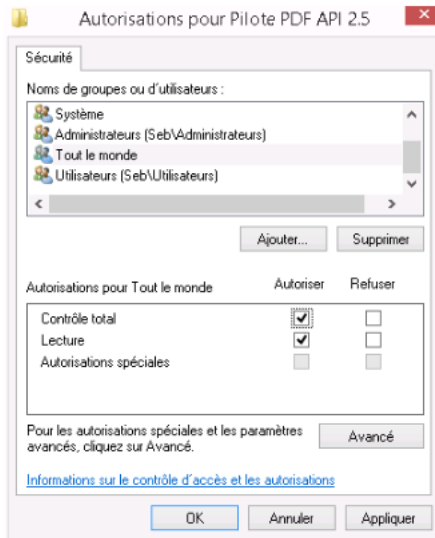 Autorisations pour Pilote PDF API 2.5
Sécurité
Noms de groupes ou d'utilisateurs :
Système
Administrateurs (Seb\Administrateurs)
Tout le monde
Utilisateurs (Seb\Utilisateurs)
Ajouter... Supprimer
Autorisations pour Tout le monde Autoriser Refuser
Contrôle total
Lecture
Autorisations spéciales
Pour les autorisations spéciales et les paramètres
avancés, cliquez sur Avancé. Avancé
Informations sur le contrôle d'accès et les autorisations
OK Annuler Appliquer